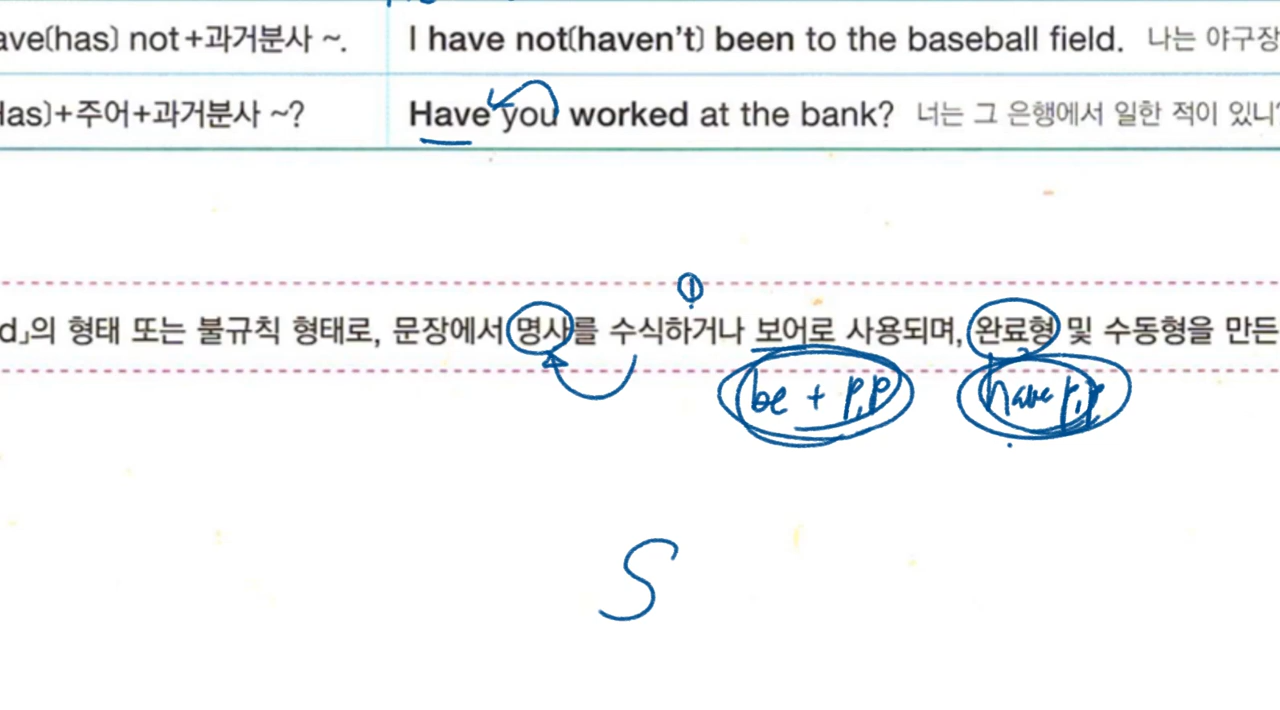 ave(has) not+과거분사 ~. I have not(haven't) been to the baseball field. 나는 야구장
Has)+주어+과거분사 ~? Have you worked at the bank? 너는 그 은행에서 일한 적이 있니?
①
d」의 형태 또는 불규칙 형태로, 문장에서 명사를 수식하거나 보어로 사용되며, 완료형 및 수동형을 만든
be + p.p have p.p
S